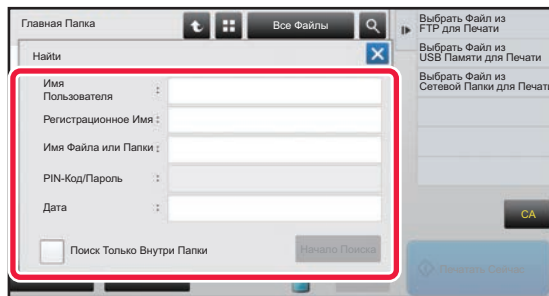 Главная Папка
Все Файлы
Выбрать Файл из
FTP для Печати
Выбрать Файл из
USB Памяти для Печати
Выбрать Файл из
Сетевой Папки для Печати
Найти
Имя
Пользователя :
Регистрационное Имя :
Имя Файла или Папки :
PIN-Код/Пароль :
Дата :
Поиск Только Внутри Папки
Начало Поиска
CA
Печатать Сейчас